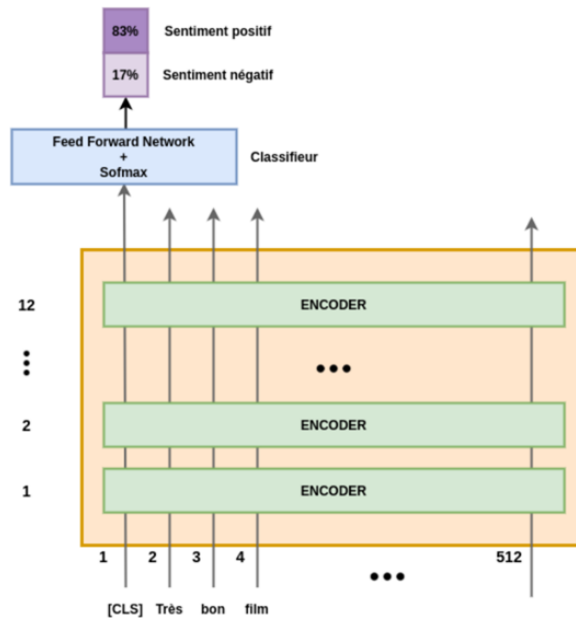 83% Sentiment positif
17% Sentiment négatif
Feed Forward Network
+
Sofmax
Classifieur
12 ENCODER
2 ENCODER
1 ENCODER
1 2 3 4 512
[CLS] Très bon film